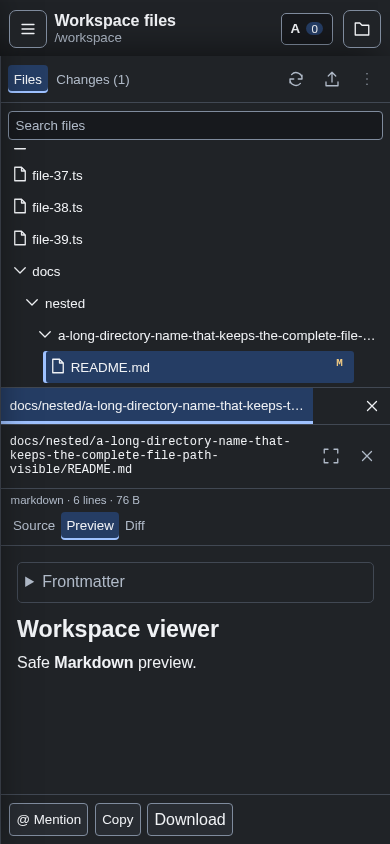 Workspace files
/workspace
A 0
Files Changes (1)
Search files
file-37.ts
file-38.ts
file-39.ts
docs
nested
a-long-directory-name-that-keeps-the-complete-file-…
README.md M
docs/nested/a-long-directory-name-that-keeps-t…
docs/nested/a-long-directory-name-that-
keeps-the-complete-file-path-
visible/README.md
markdown · 6 lines · 76 B
Source Preview Diff
Frontmatter
Workspace viewer
Safe Markdown preview.
@ Mention Copy Download